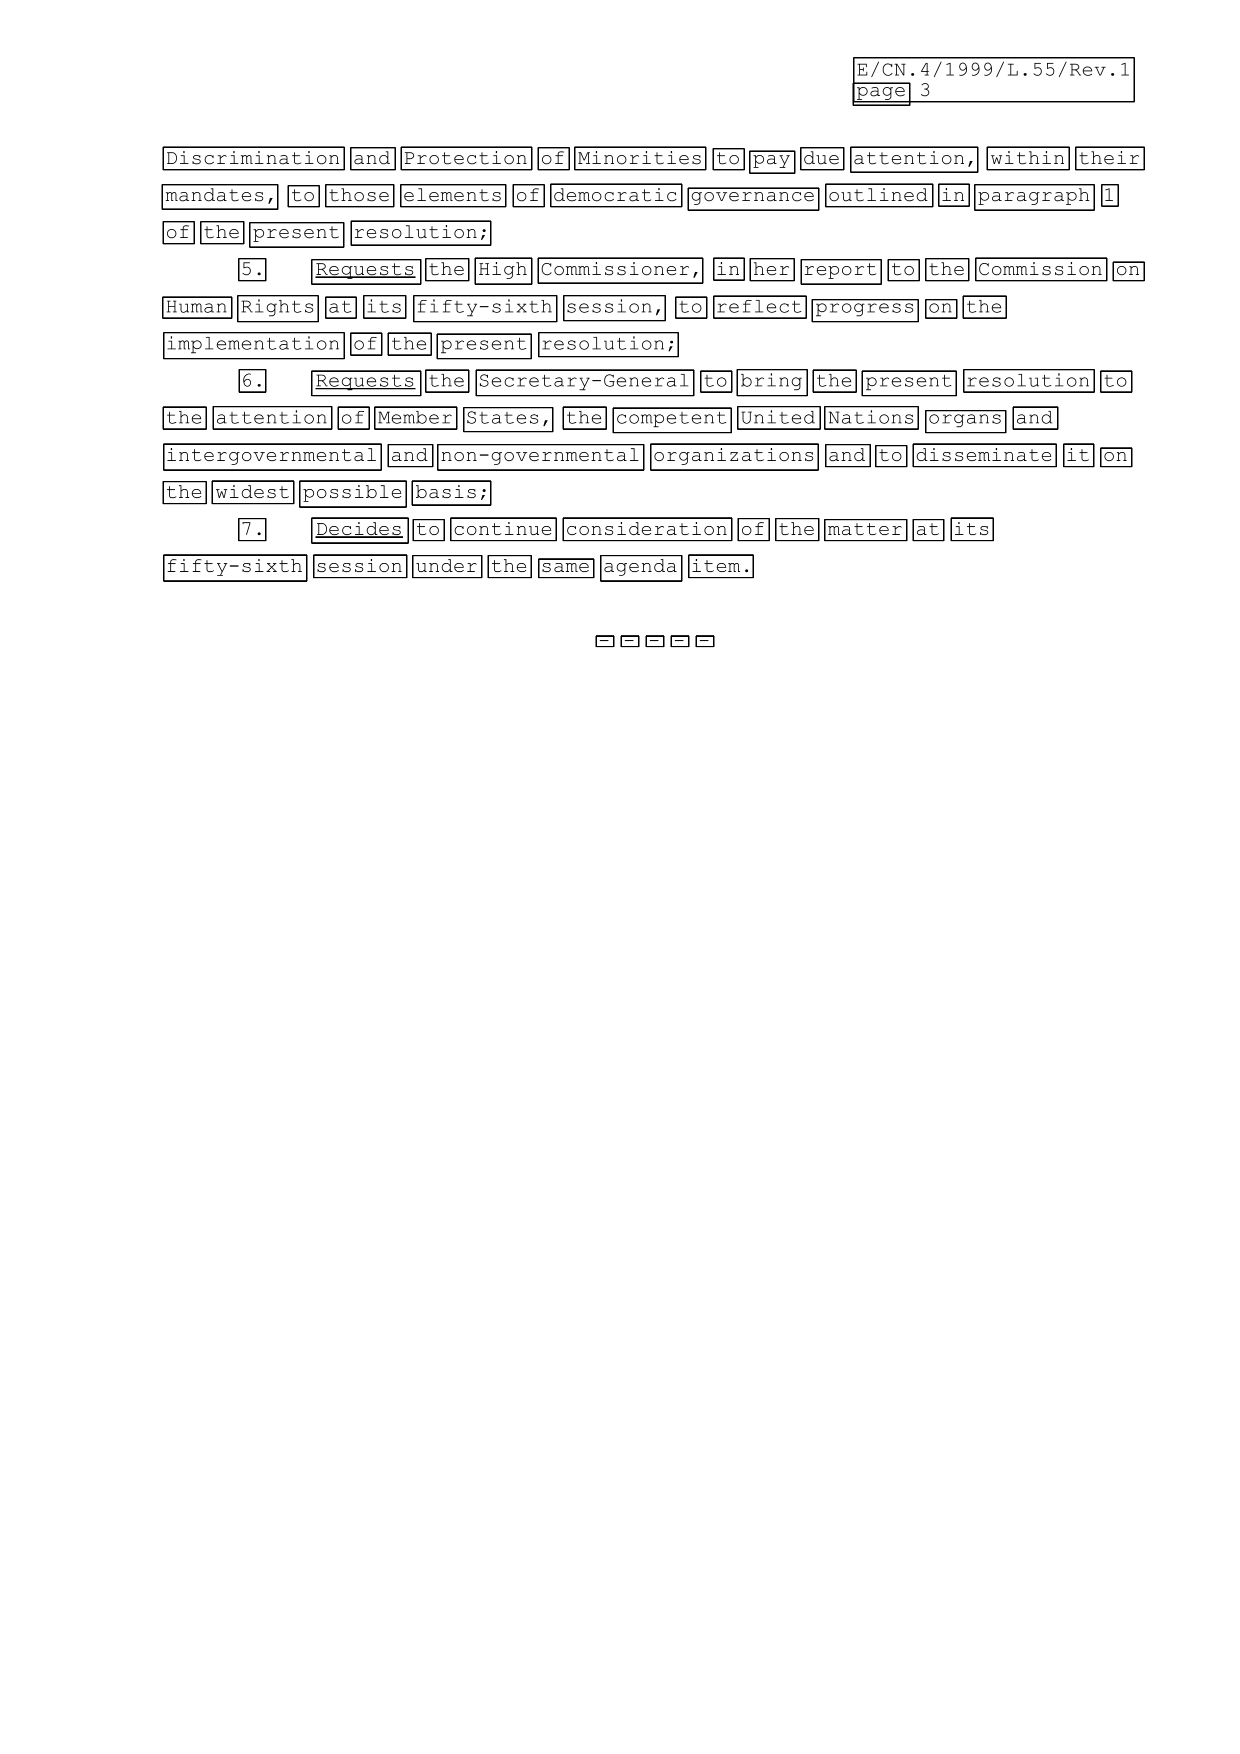 E/CN.4/1999/L.55/Rev.1
page 3
Discrimination and Protection of Minorities to pay due attention, within their
mandates, to those elements of democratic governance outlined in paragraph 1
of the present resolution;
5. Requests the High Commissioner, in her report to the Commission on
Human Rights at its fifty-sixth session, to reflect progress on the
implementation of the present resolution;
6. Requests the Secretary-General to bring the present resolution to
the attention of Member States, the competent United Nations organs and
intergovernmental and non-governmental organizations and to disseminate it on
the widest possible basis;
7. Decides to continue consideration of the matter at its
fifty-sixth session under the same agenda item.
- - - - -